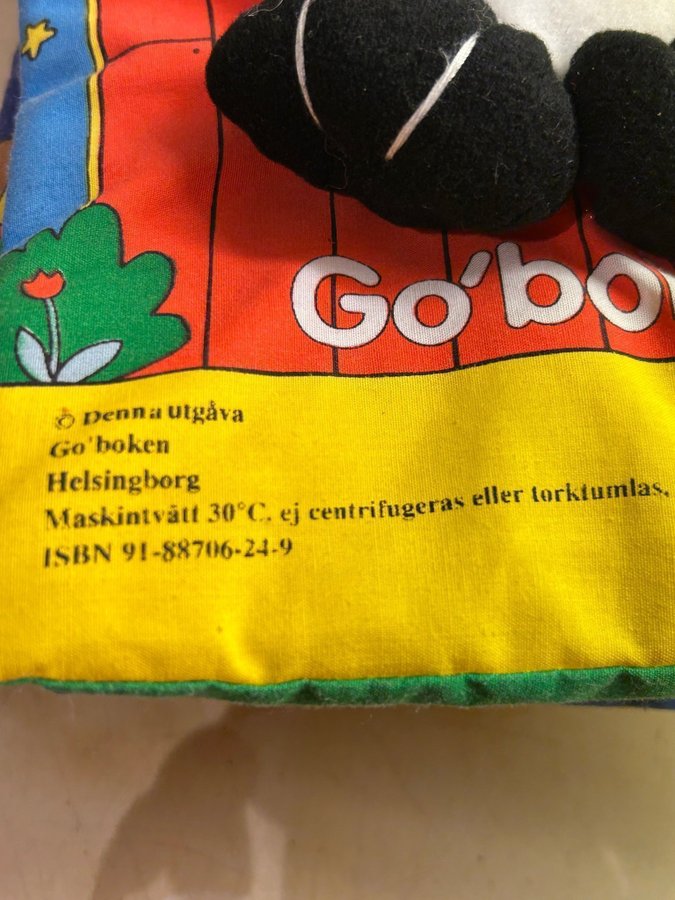 Go'bo
© Denna utgåva
Go'boken
Helsingborg
Maskintvätt 30°C. ej centrifugeras eller torktumlas.
ISBN 91-88706-24-9